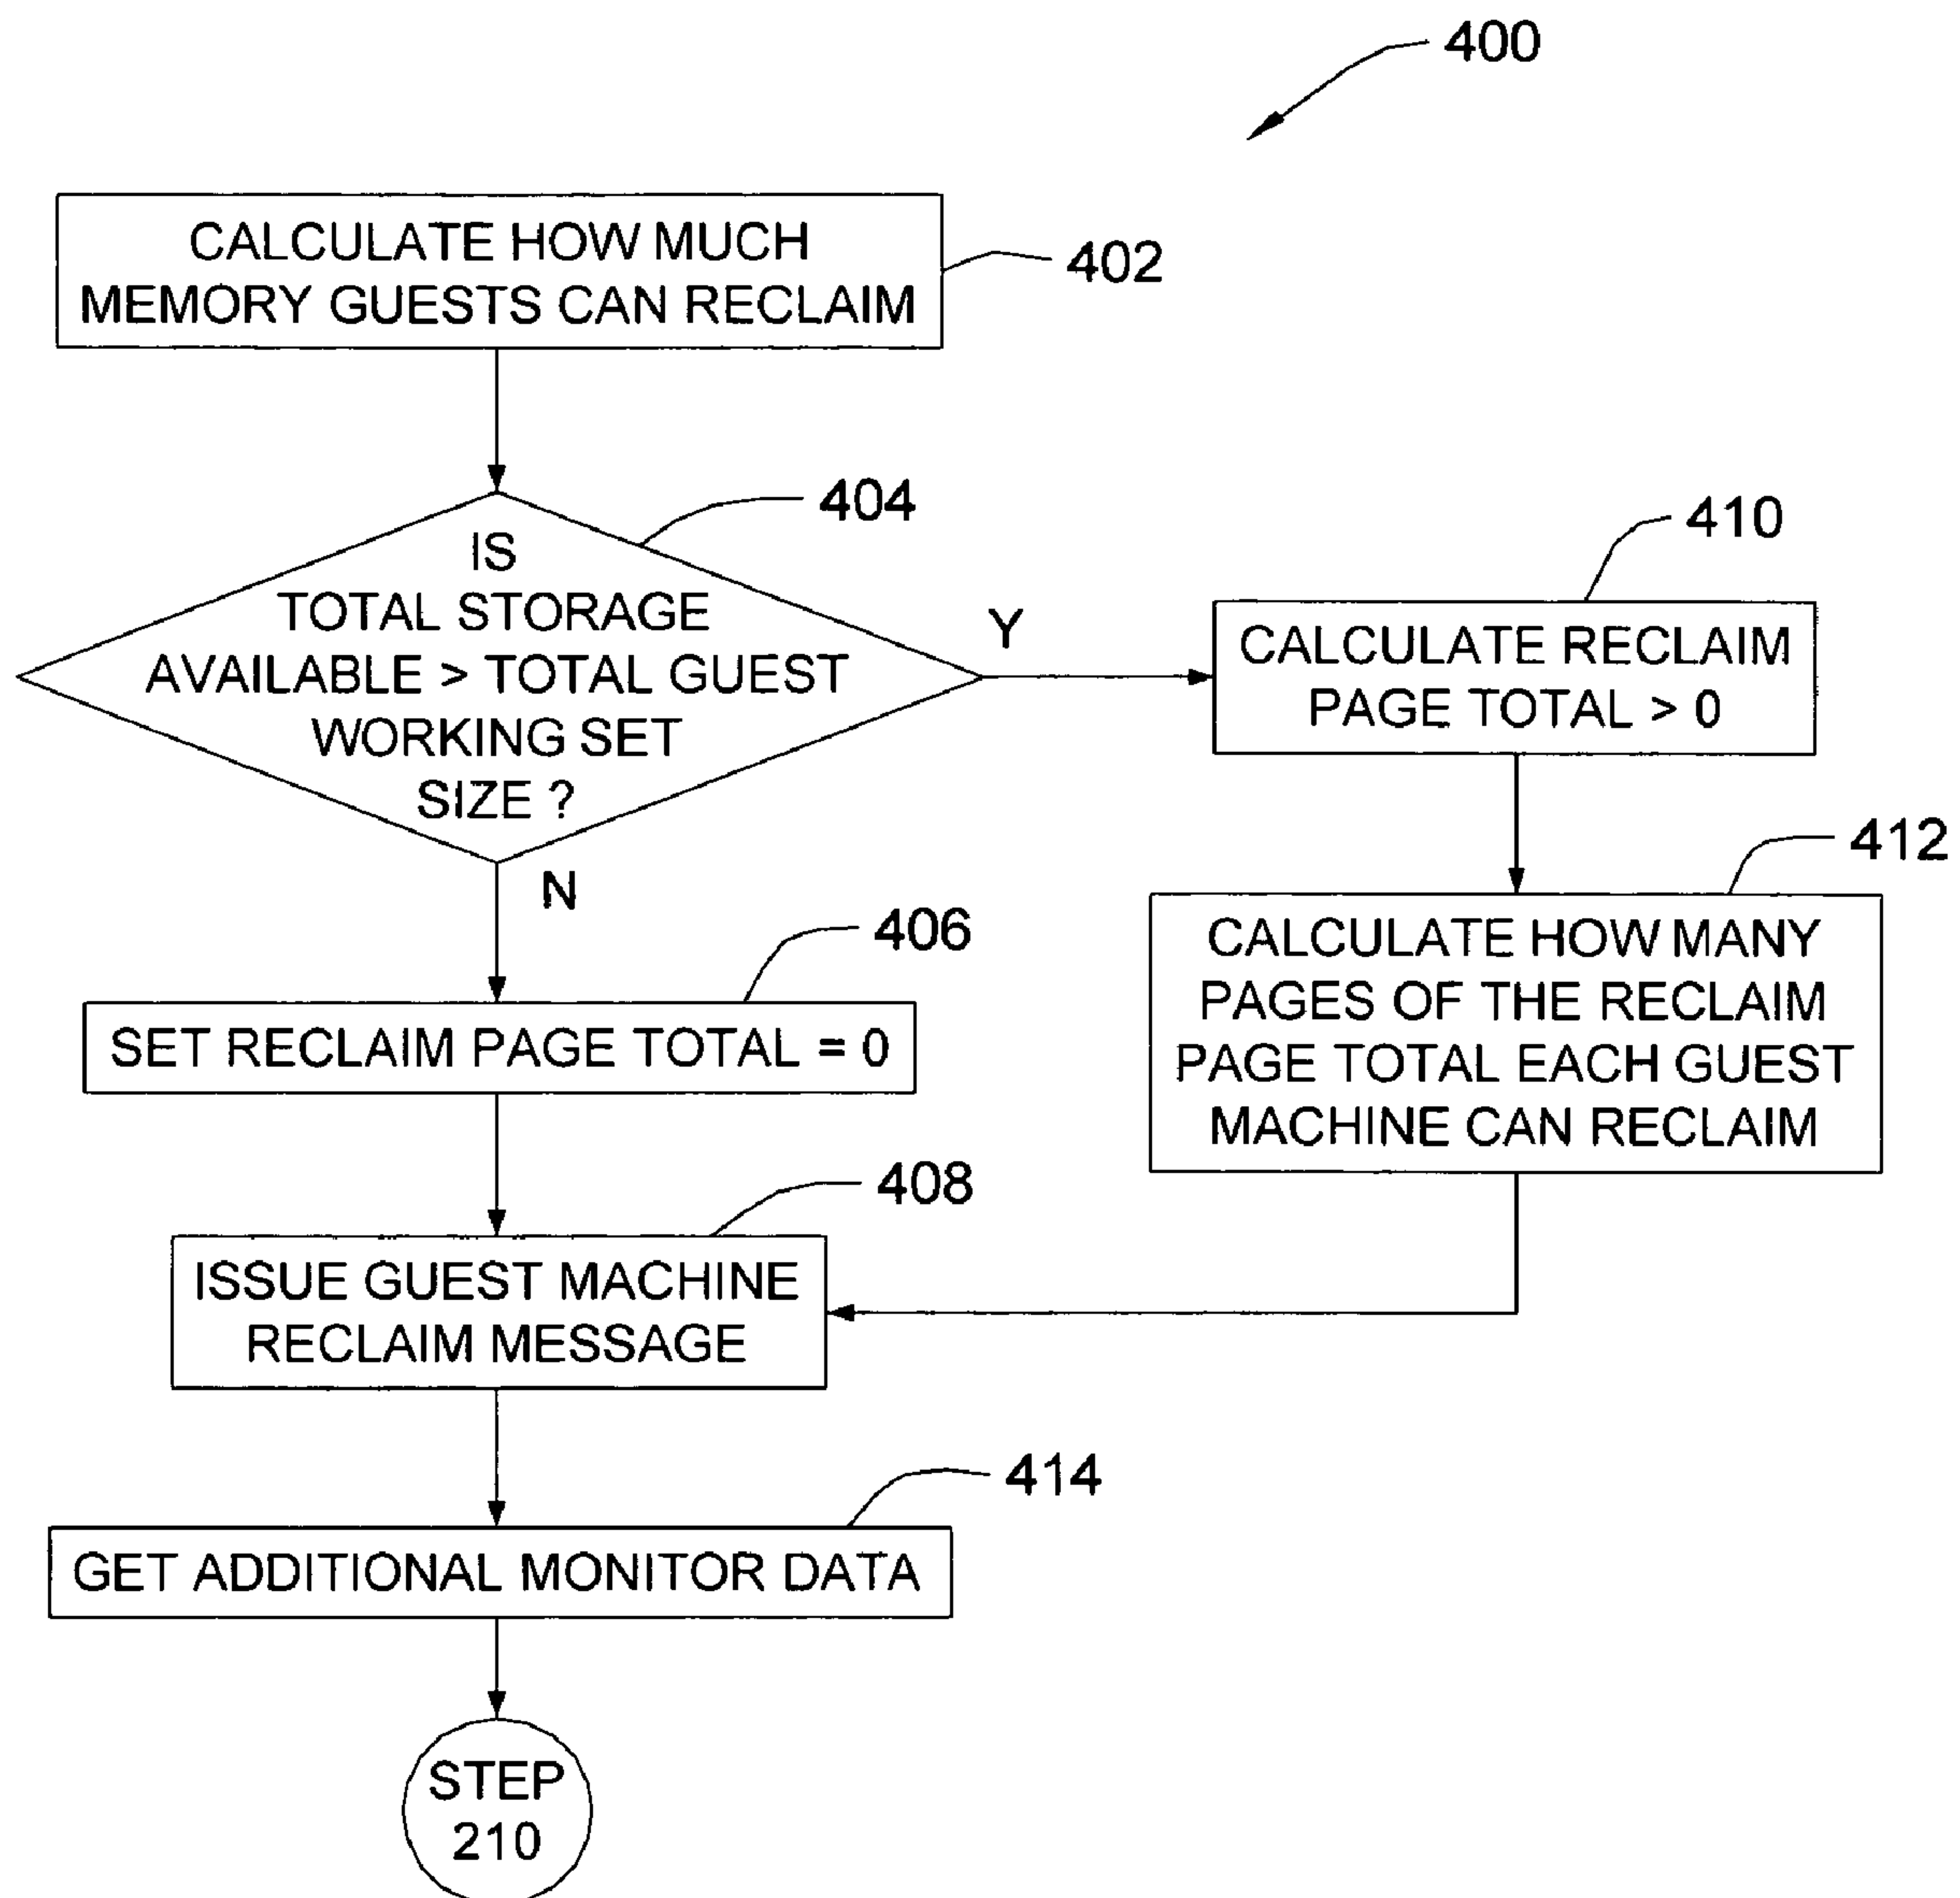 400
CALCULATE HOW MUCH
MEMORY GUESTS CAN RECLAIM
402
404
IS
TOTAL STORAGE
AVAILABLE > TOTAL GUEST
WORKING SET
SIZE ?
Y
N
410
CALCULATE RECLAIM
PAGE TOTAL > 0
412
CALCULATE HOW MANY
PAGES OF THE RECLAIM
PAGE TOTAL EACH GUEST
MACHINE CAN RECLAIM
406
SET RECLAIM PAGE TOTAL = 0
408
ISSUE GUEST MACHINE
RECLAIM MESSAGE
414
GET ADDITIONAL MONITOR DATA
STEP
210